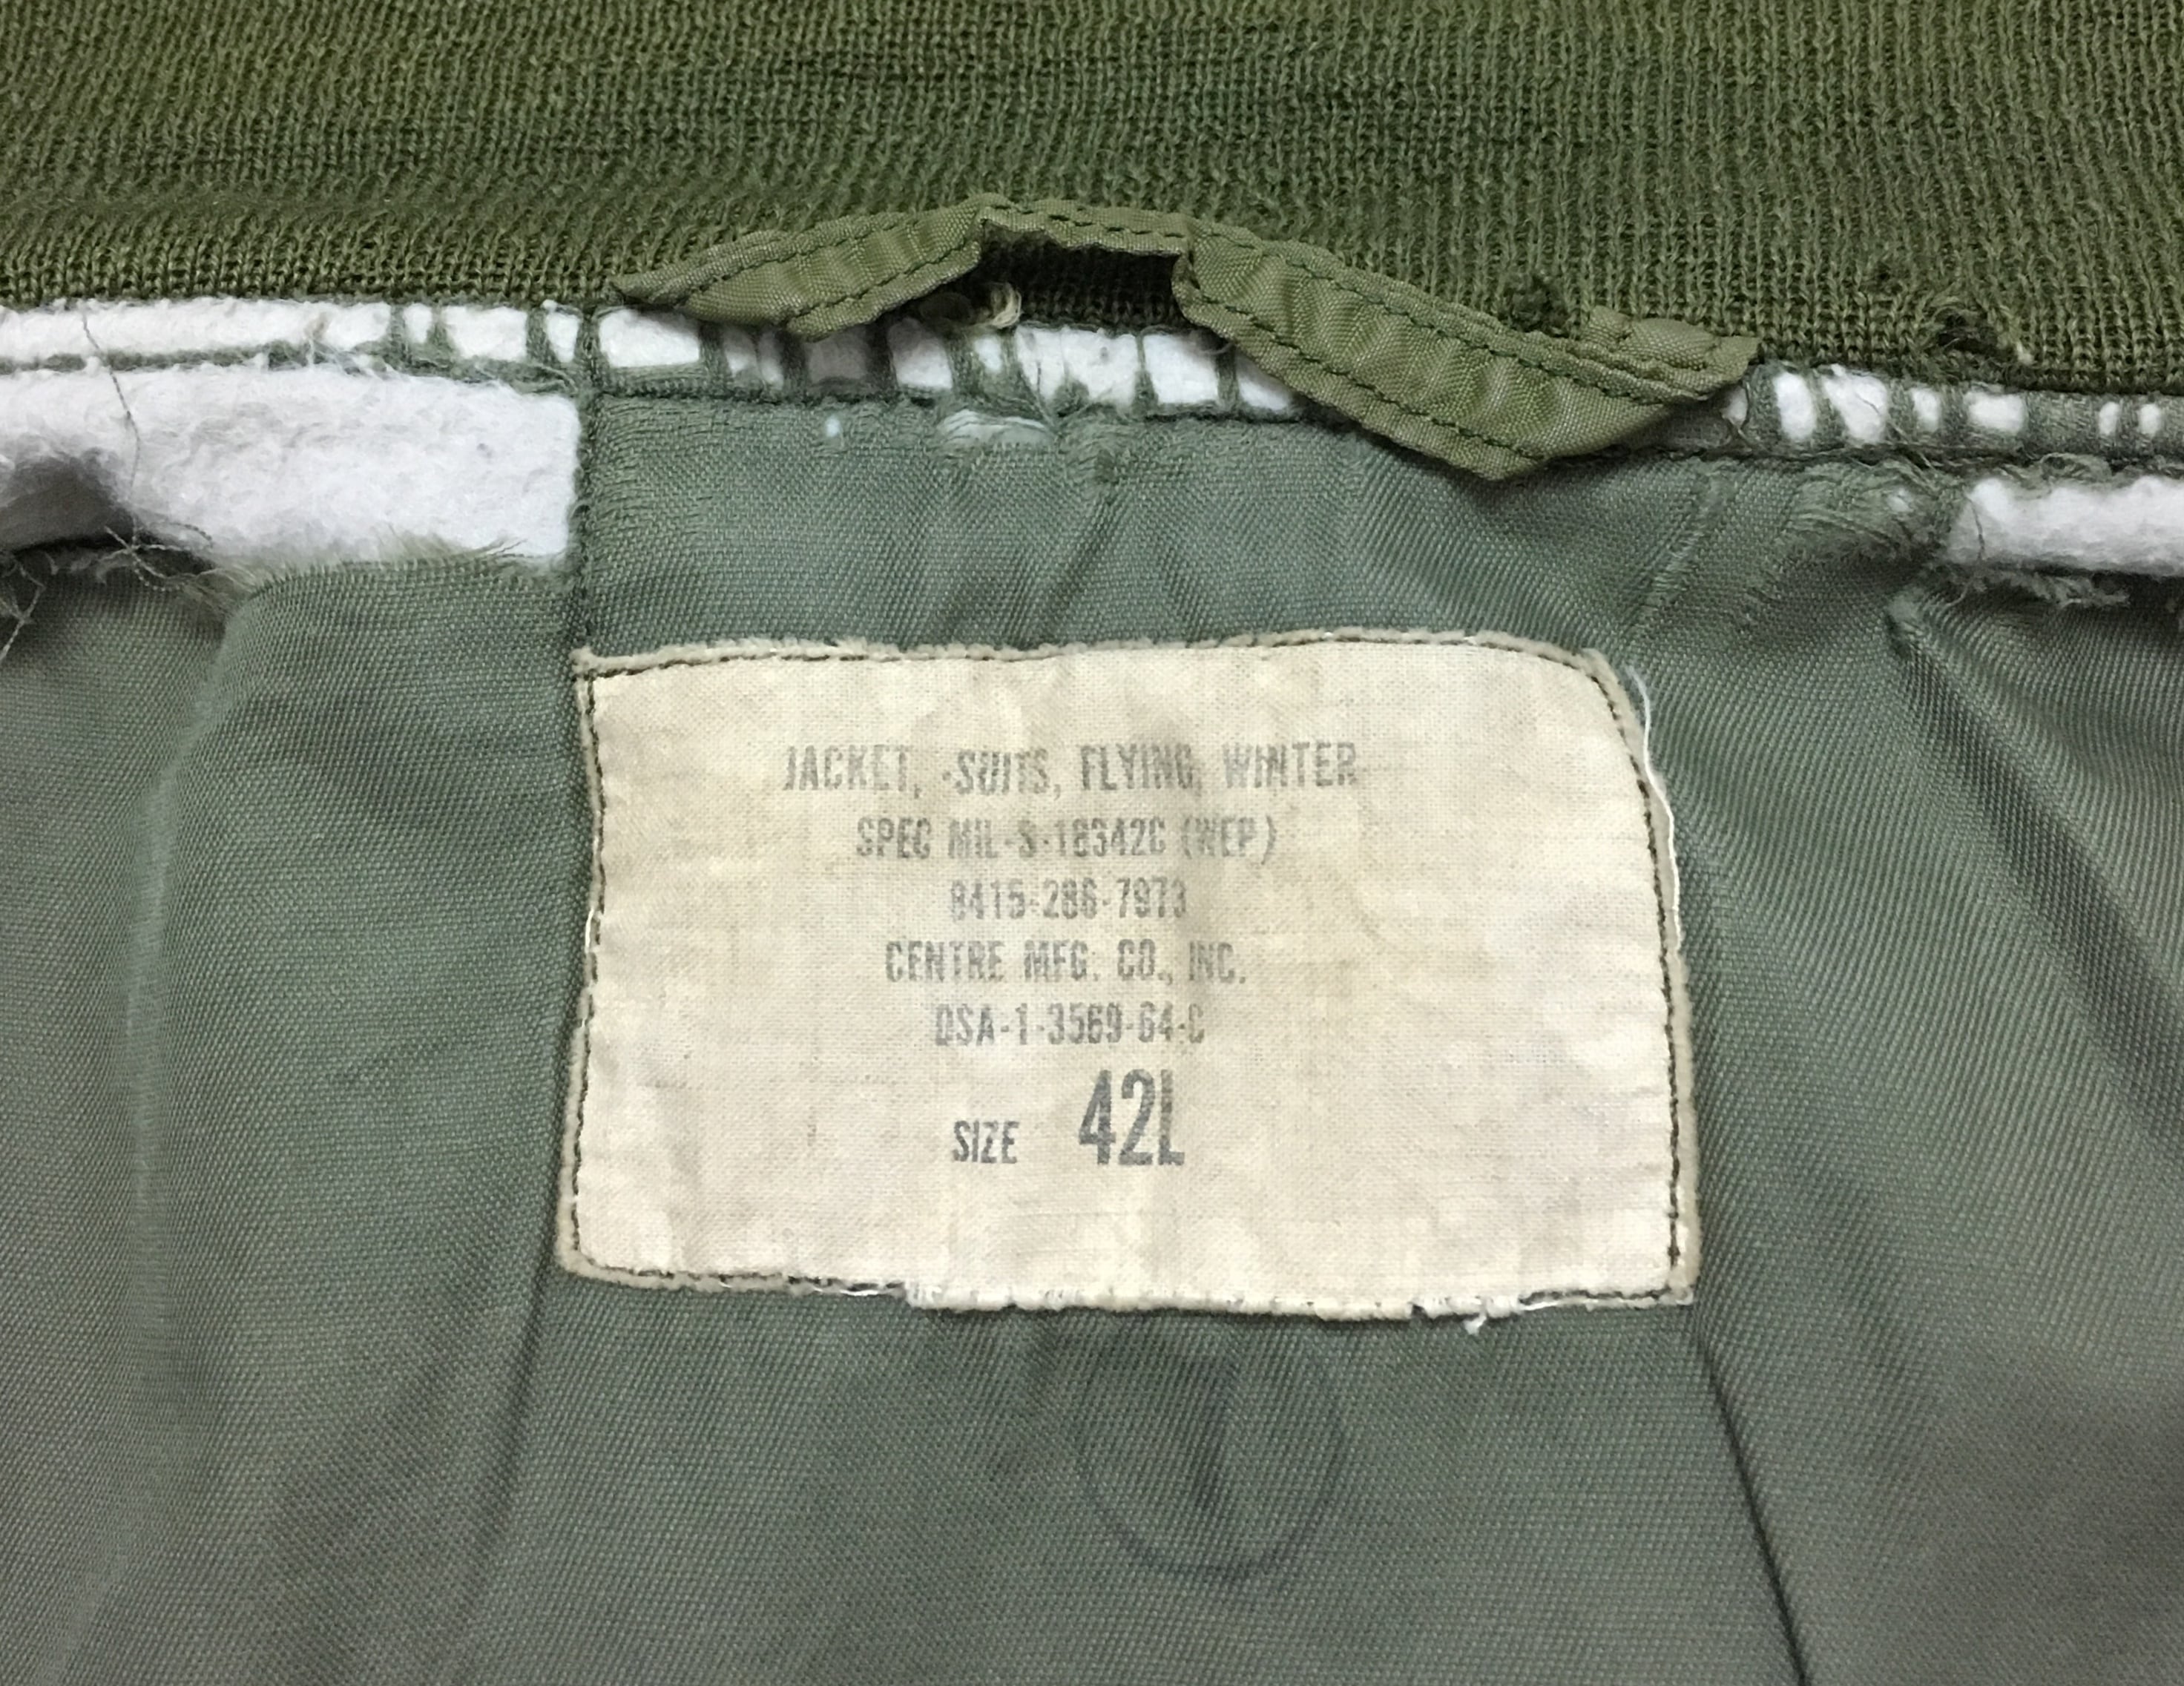 JACKET, -SUITS, FLYING, WINTER
SPEC MIL-S-18342C (WEP)
8415-286-7973
CENTRE MFG. CO., INC.
DSA-1-3569-64-C
SIZE 42L